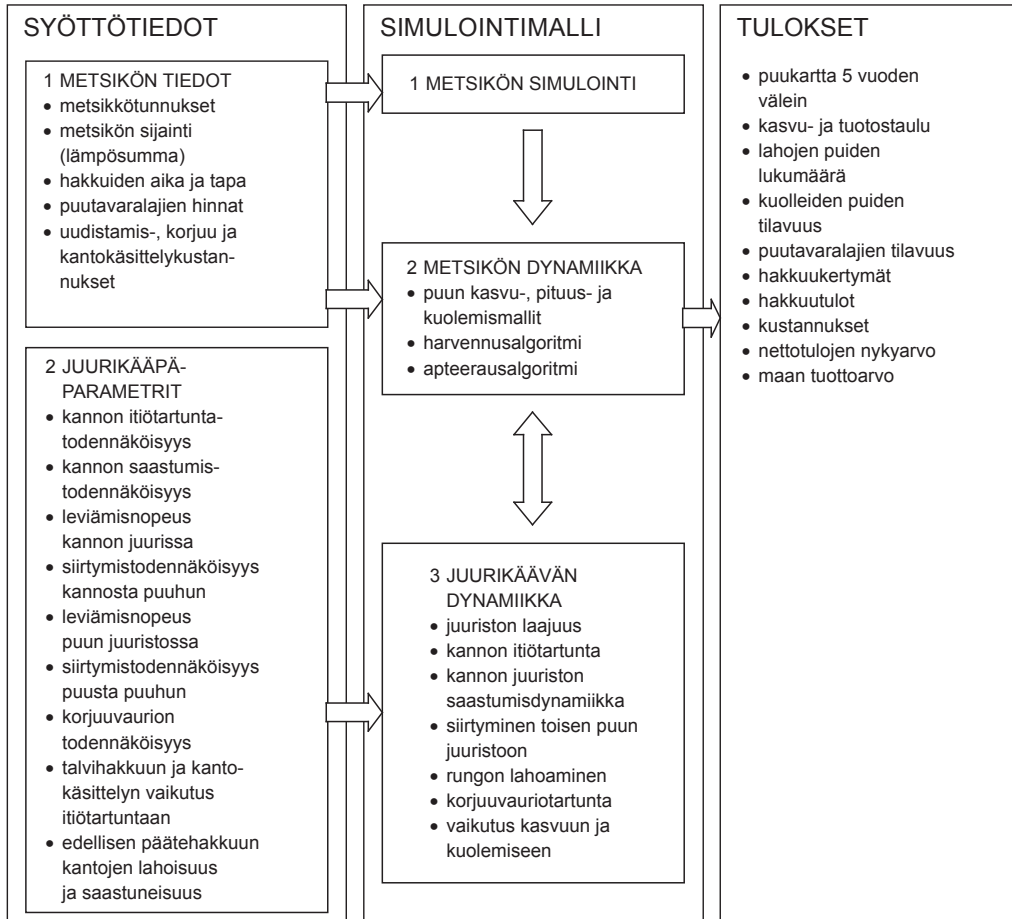 SYÖTTÖTIEDOT
1 METSIKÖN TIEDOT
• metsikkötunnukset
• metsikön sijainti
(lämpösumma)
• hakkuiden aika ja tapa
• puutavaralajien hinnat
• uudistamis-, korjuu ja
kantokäsittelykustan-
nukset
2 JUURIKÄÄPÄ-
PARAMETRIT
• kannon itiötartunta-
todennäköisyys
• kannon saastumis-
todennäköisyys
• leviämisnopeus
kannon juurissa
• siirtymistodennäköisyys
kannosta puuhun
• leviämisnopeus
puun juuristossa
• siirtymistodennäköisyys
puusta puuhun
• korjuuvaurion
todennäköisyys
• talvihakkuun ja kanto-
käsittelyn vaikutus
itiötartuntaan
• edellisen päätehakkuun
kantojen lahoisuus
ja saastuneisuus
SIMULOINTIMALLI
1 METSIKÖN SIMULOINTI
2 METSIKÖN DYNAMIIKKA
• puun kasvu-, pituus- ja
kuolemismallit
• harvennusalgoritmi
• apteerausalgoritmi
3 JUURIKÄÄVÄN
DYNAMIIKKA
• juuriston laajuus
• kannon itiötartunta
• kannon juuriston
saastumisdynamiikka
• siirtyminen toisen puun
juuristoon
• rungon lahoaminen
• korjuuvauriotartunta
• vaikutus kasvuun ja
kuolemiseen
TULOKSET
• puukartta 5 vuoden
välein
• kasvu- ja tuotostaulu
• lahojen puiden
lukumäärä
• kuolleiden puiden
tilavuus
• puutavaralajien tilavuus
• hakkuukertymät
• hakkuutulot
• kustannukset
• nettotulojen nykyarvo
• maan tuottoarvo